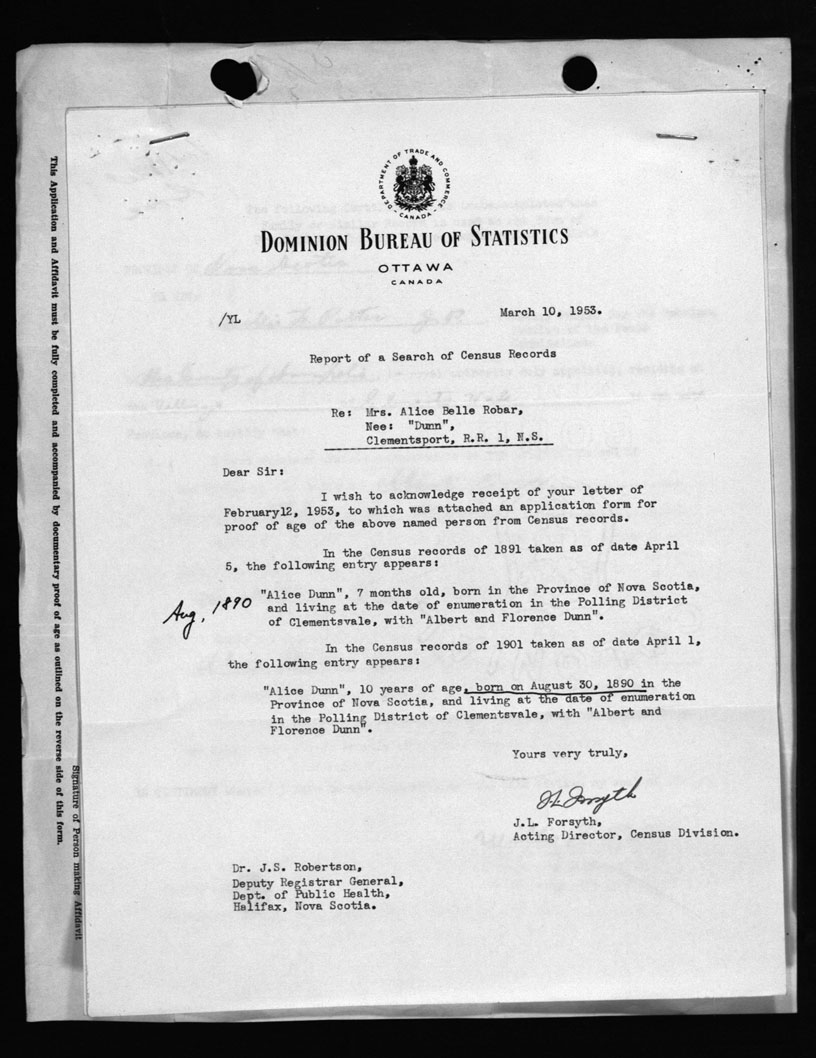 DEPARTMENT OF TRADE AND COMMERCE
CANADA
DOMINION BUREAU OF STATISTICS
OTTAWA
CANADA
/YL
March 10, 1953.
Report of a Search of Census Records
Re: Mrs. Alice Belle Robar,
Nee: "Dunn",
Clementsport, R.R. 1, N.S.
Dear Sir:
I wish to acknowledge receipt of your letter of
February12, 1953, to which was attached an application form for
proof of age of the above named person from Census records.
In the Census records of 1891 taken as of date April
5, the following entry appears:
Aug, 1890
"Alice Dunn", 7 months old, born in the Province of Nova Scotia,
and living at the date of enumeration in the Polling District
of Clementsvale, with "Albert and Florence Dunn".
In the Census records of 1901 taken as of date April 1,
the following entry appears:
"Alice Dunn", 10 years of age, born on August 30, 1890 in the
Province of Nova Scotia, and living at the date of enumeration
in the Polling District of Clementsvale, with "Albert and
Florence Dunn".
Yours very truly,
J L Forsyth
J.L. Forsyth,
Acting Director, Census Division.
Dr. J.S. Robertson,
Deputy Registrar General,
Dept. of Public Health,
Halifax, Nova Scotia.
This Application and Affidavit must be fully completed and accompanied by documentary proof of age as outlined on the reverse side of this form.
Signature of Person making Affidavit